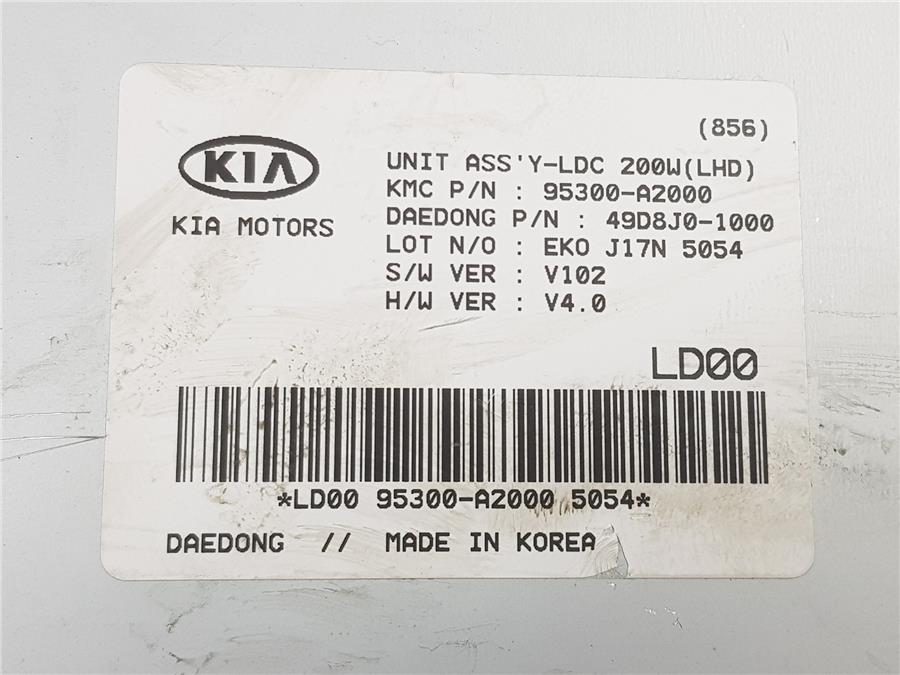 (856)
KIA
KIA MOTORS
UNIT ASS'Y-LDC 200W(LHD)
KMC P/N : 95300-A2000
DAEDONG P/N : 49D8J0-1000
LOT N/O : EKO J17N 5054
S/W VER : V102
H/W VER : V4.0
LD00
*LD00 95300-A2000 5054*
DAEDONG // MADE IN KOREA